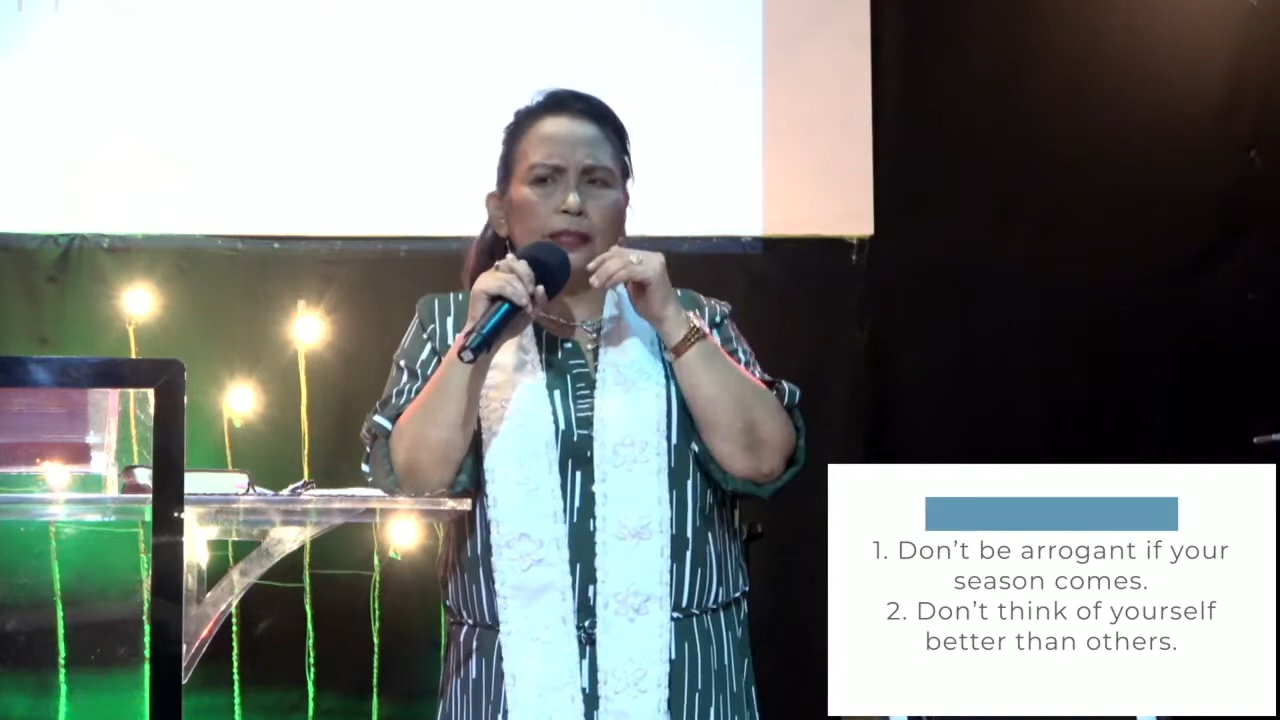 1. Don't be arrogant if your
season comes.
2. Don't think of yourself
better than others.